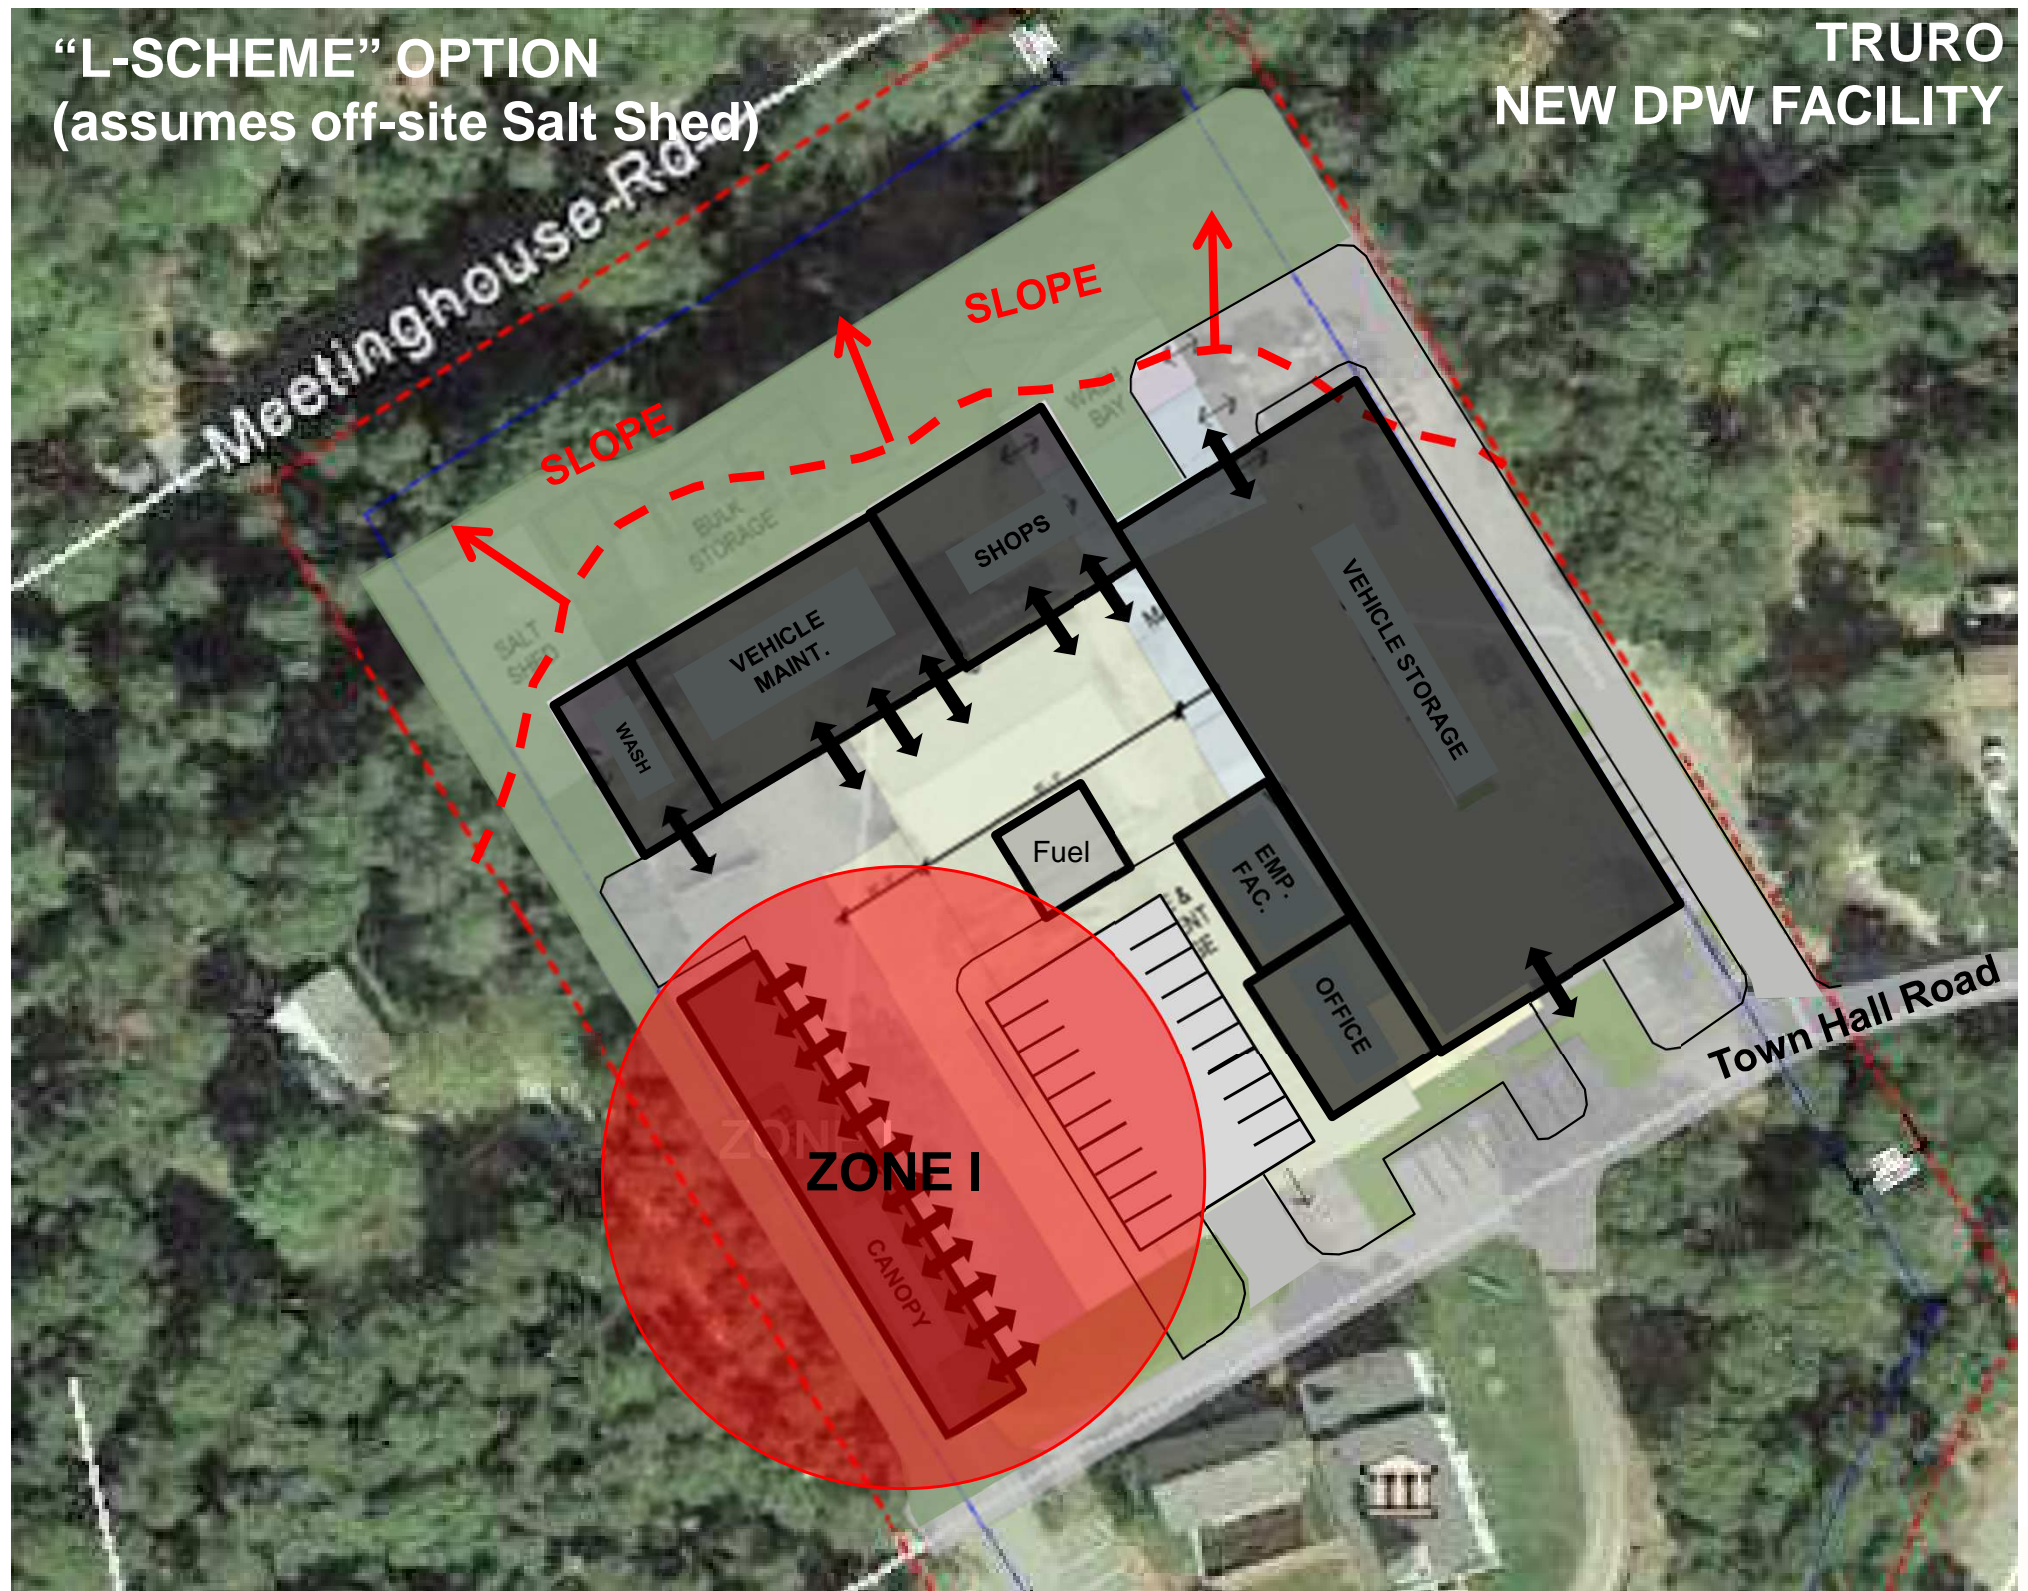 “L-SCHEME” OPTION
(assumes off-site Salt Shed)
TRURO
NEW DPW FACILITY
Meetinghouse Rd
SLOPE
SLOPE
WASH
BAY
BULK
STORAGE
SALT
SHED
SHOPS
VEHICLE
MAINT.
WASH
VEHICLE STORAGE
Fuel
EMP.
FAC.
OFFICE
Town Hall Road
ZONE I
ZONE I
CANOPY